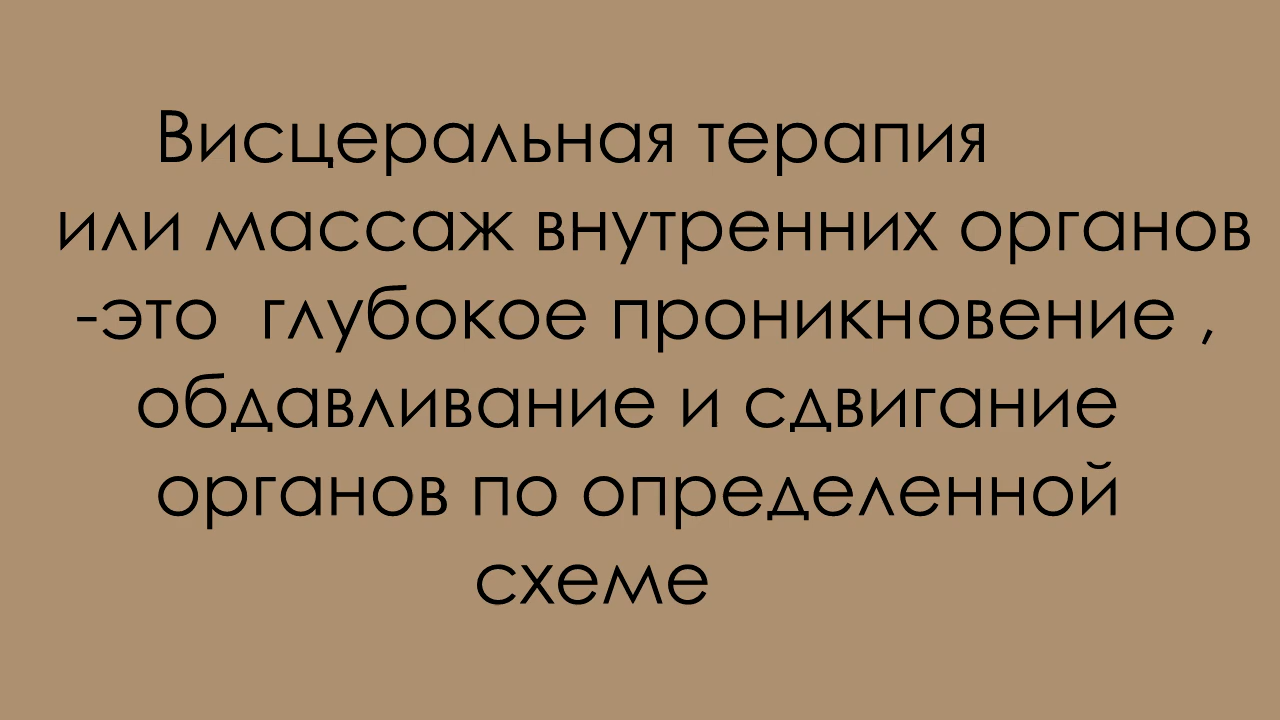 Висцеральная терапия
или массаж внутренних органов
-это  глубокое проникновение ,
обдавливание и сдвигание
органов по определенной
схеме